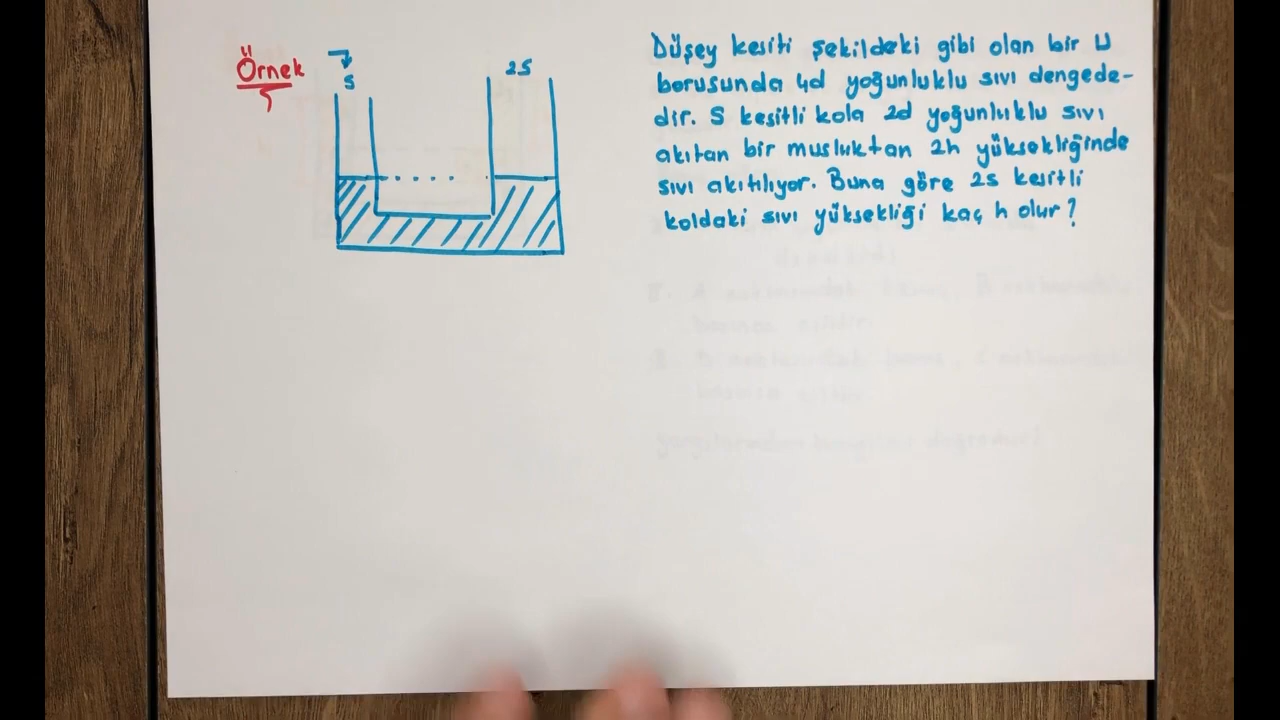 Örnek
S
2S
Düşey kesiti şekildeki gibi olan bir U
borusunda 4d yoğunluklu sıvı dengede-
dir. S kesitli kola 2d yoğunluklu sıvı
akıtan bir musluktan 2h yüksekliğinde
sıvı akıtılıyor. Buna göre 2s kesitli
koldaki sıvı yüksekliği kaç h olur?